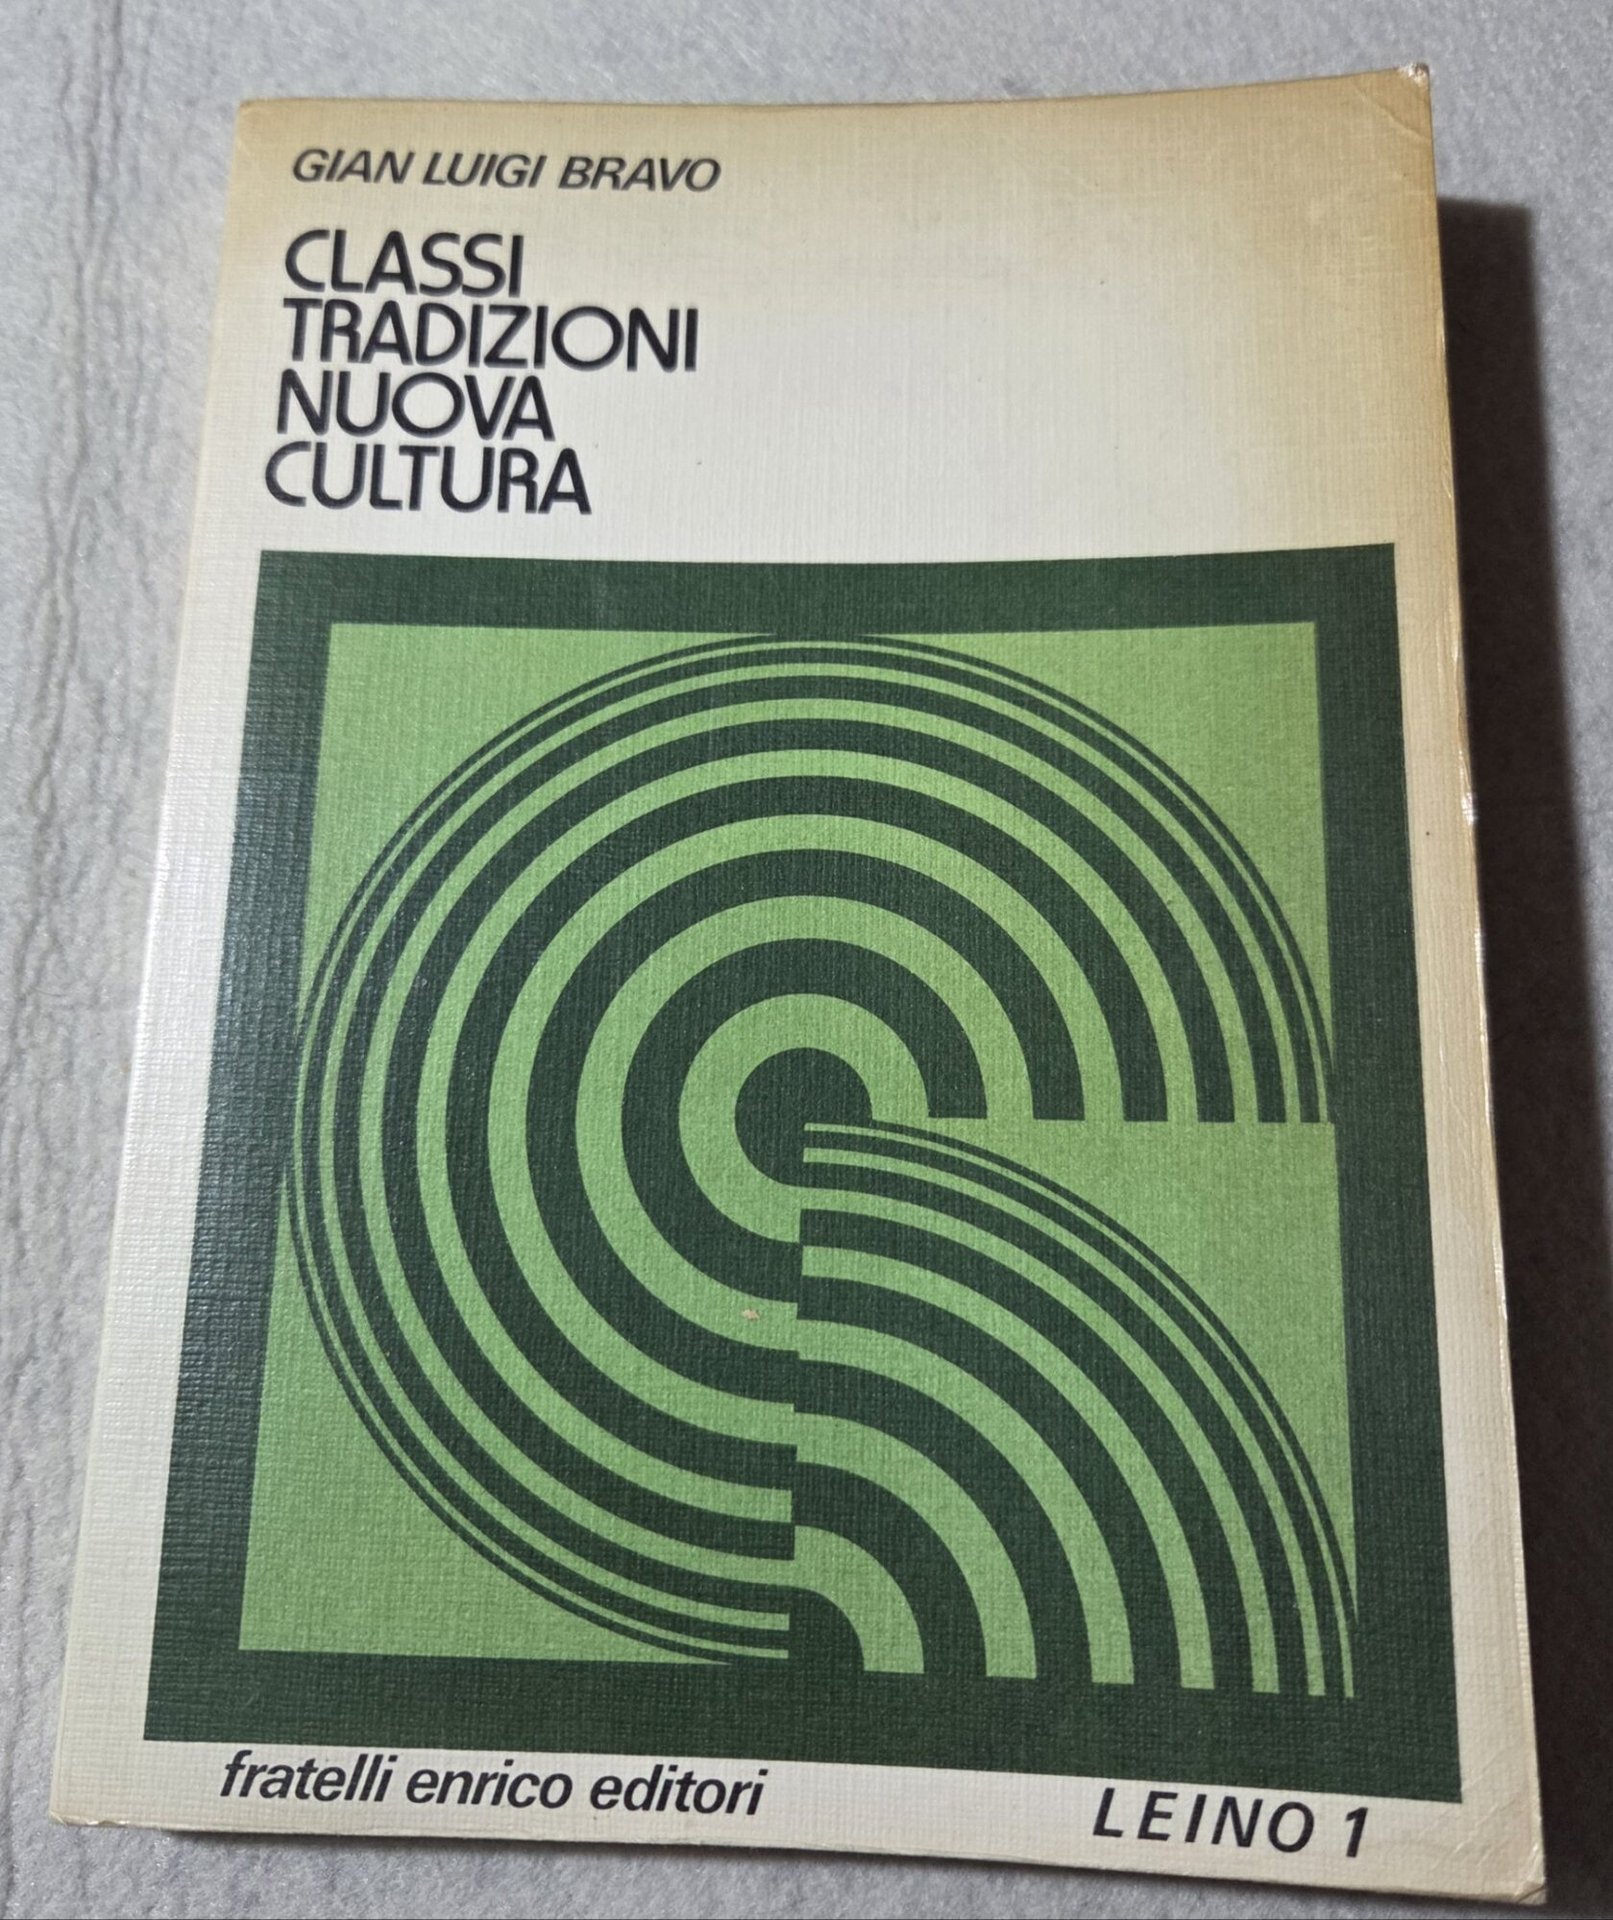 GIAN LUIGI BRAVO
CLASSI
TRADIZIONI
NUOVA
CULTURA
fratelli enrico editori
LEINO 1